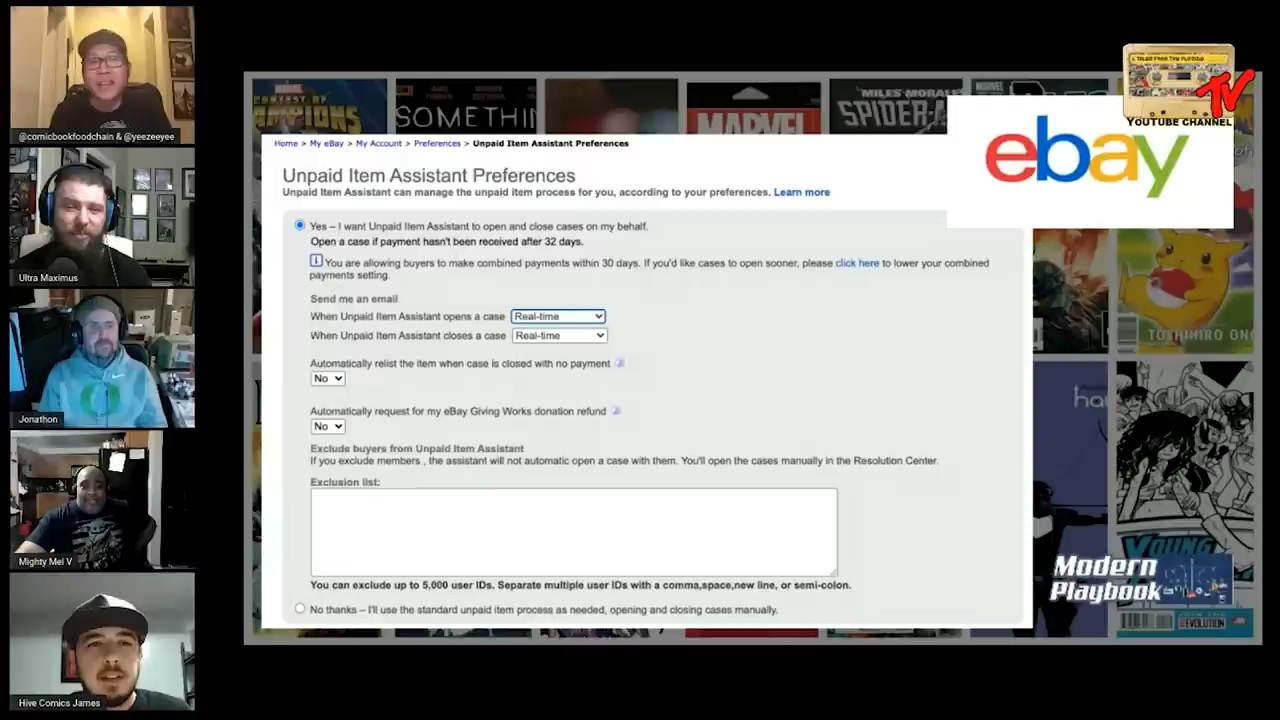 @comicbookfoodchain & @yeezeeyee
Ultra Maximus
Jonathon
Mighty Mel V
Hive Comics James
MARVEL
CONTEST OF
CHAMPIONS
SOMETHI
MARVEL
MILES MORALES
SPIDER-
MARVEL
TV
YOUTUBE CHANNEL
ebay
Home > My eBay > My Account > Preferences > Unpaid Item Assistant Preferences
Unpaid Item Assistant Preferences
Unpaid Item Assistant can manage the unpaid item process for you, according to your preferences. Learn more
Yes – I want Unpaid Item Assistant to open and close cases on my behalf.
Open a case if payment hasn't been received after 32 days.
You are allowing buyers to make combined payments within 30 days. If you'd like cases to open sooner, please click here to lower your combined
payments setting.
Send me an email
When Unpaid Item Assistant opens a case Real-time
When Unpaid Item Assistant closes a case Real-time
Automatically relist the item when case is closed with no payment
No
Automatically request for my eBay Giving Works donation refund
No
Exclude buyers from Unpaid Item Assistant
If you exclude members , the assistant will not automatic open a case with them. You'll open the cases manually in the Resolution Center.
Exclusion list:
You can exclude up to 5,000 user IDs. Separate multiple user IDs with a comma,space,new line, or semi-colon.
No thanks – I'll use the standard unpaid item process as needed, opening and closing cases manually.
TOSHIHIRO ON
ha
YOUNG
Modern
Playbook